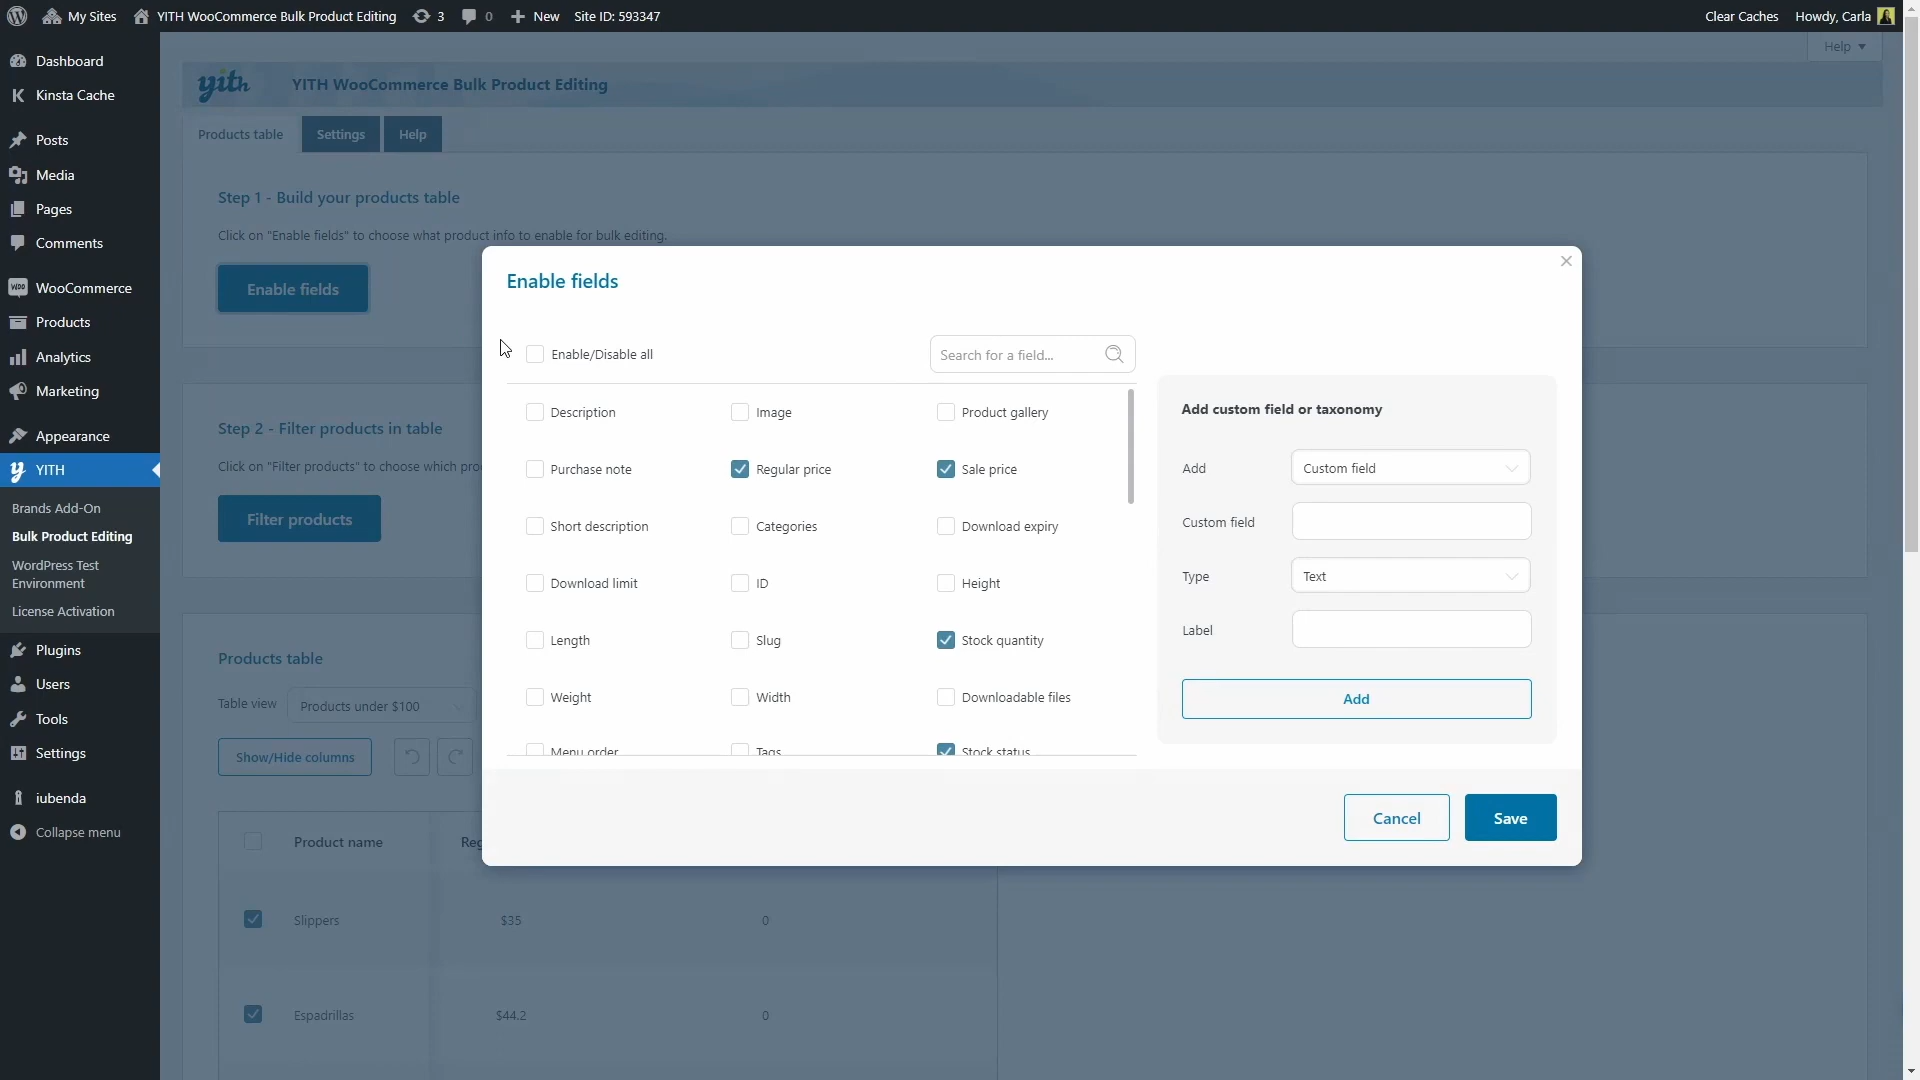 My Sites YITH WooCommerce Bulk Product Editing 3 0 New Site ID: 593347 Clear Caches Howdy, Carla
Help
Dashboard
Kinsta Cache
Posts
Media
Pages
Comments
WooCommerce
Products
Analytics
Marketing
Appearance
YITH
Brands Add-On
Bulk Product Editing
WordPress Test
Environment
License Activation
Plugins
Users
Tools
Settings
iubenda
Collapse menu
yith YITH WooCommerce Bulk Product Editing
Products table Settings Help
Step 1 - Build your products table
Click on "Enable fields" to choose what product info to enable for bulk editing.
Enable fields
Step 2 - Filter products in table
Click on "Filter products" to choose which
Filter products
Products table
Table view Products under $100
Show/Hide columns
Product name
Slippers $35 0
Espadrillas $44.2 0
Enable fields
Enable/Disable all Search for a field...
Description Image Product gallery
Purchase note Regular price Sale price
Short description Categories Download expiry
Download limit ID Height
Length Slug Stock quantity
Weight Width Downloadable files
Menu order Tags Stock status
Add custom field or taxonomy
Add Custom field
Custom field
Type Text
Label
Add
Cancel Save